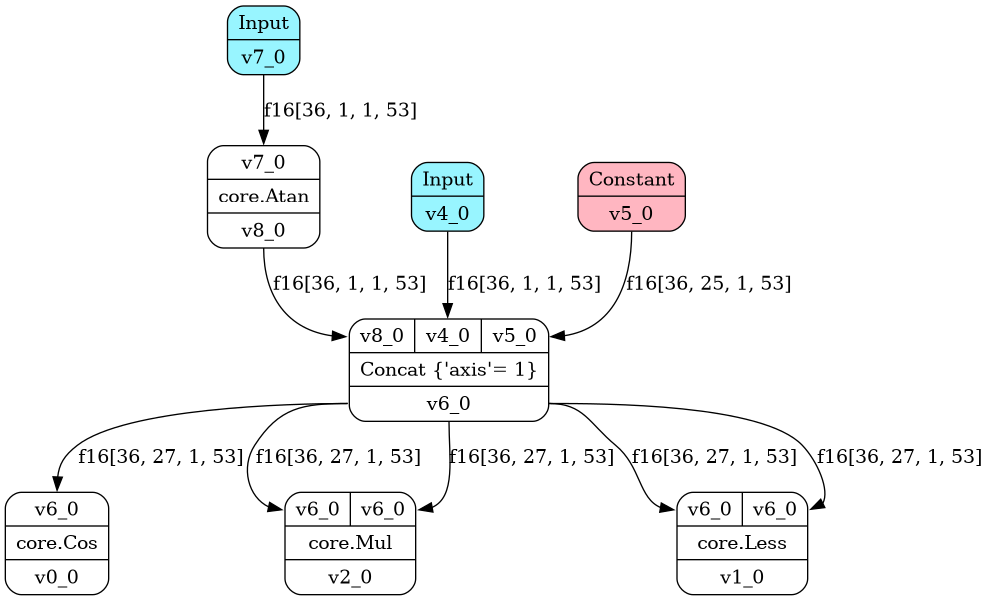 Input
v7_0
f16[36, 1, 1, 53]
v7_0
core.Atan
v8_0
Input
v4_0
Constant
v5_0
f16[36, 1, 1, 53]
f16[36, 1, 1, 53]
f16[36, 25, 1, 53]
v8_0 v4_0 v5_0
Concat {'axis'= 1}
v6_0
f16[36, 27, 1, 53]
f16[36, 27, 1, 53]
f16[36, 27, 1, 53]
f16[36, 27, 1, 53]
f16[36, 27, 1, 53]
v6_0
core.Cos
v0_0
v6_0 v6_0
core.Mul
v2_0
v6_0 v6_0
core.Less
v1_0